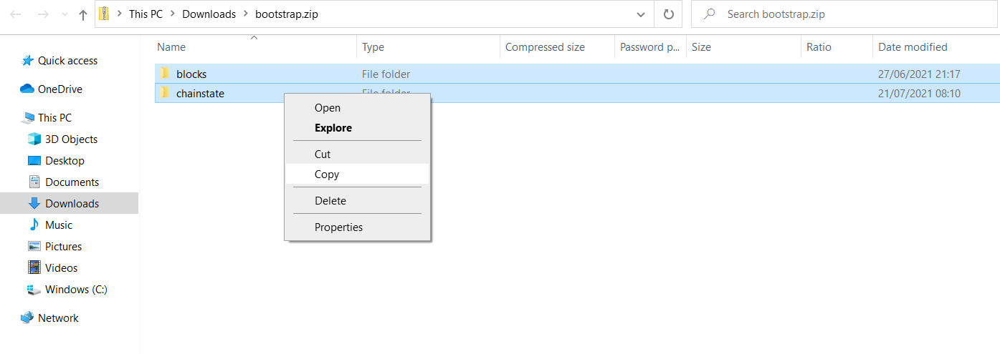 This PC > Downloads > bootstrap.zip
Search bootstrap.zip
Name Type Compressed size Password p... Size Ratio Date modified
Quick access
OneDrive
This PC
3D Objects
Desktop
Documents
Downloads
Music
Pictures
Videos
Windows (C:)
Network
blocks File folder 27/06/2021 21:17
chainstate File folder 21/07/2021 08:10
Open
Explore
Cut
Copy
Delete
Properties